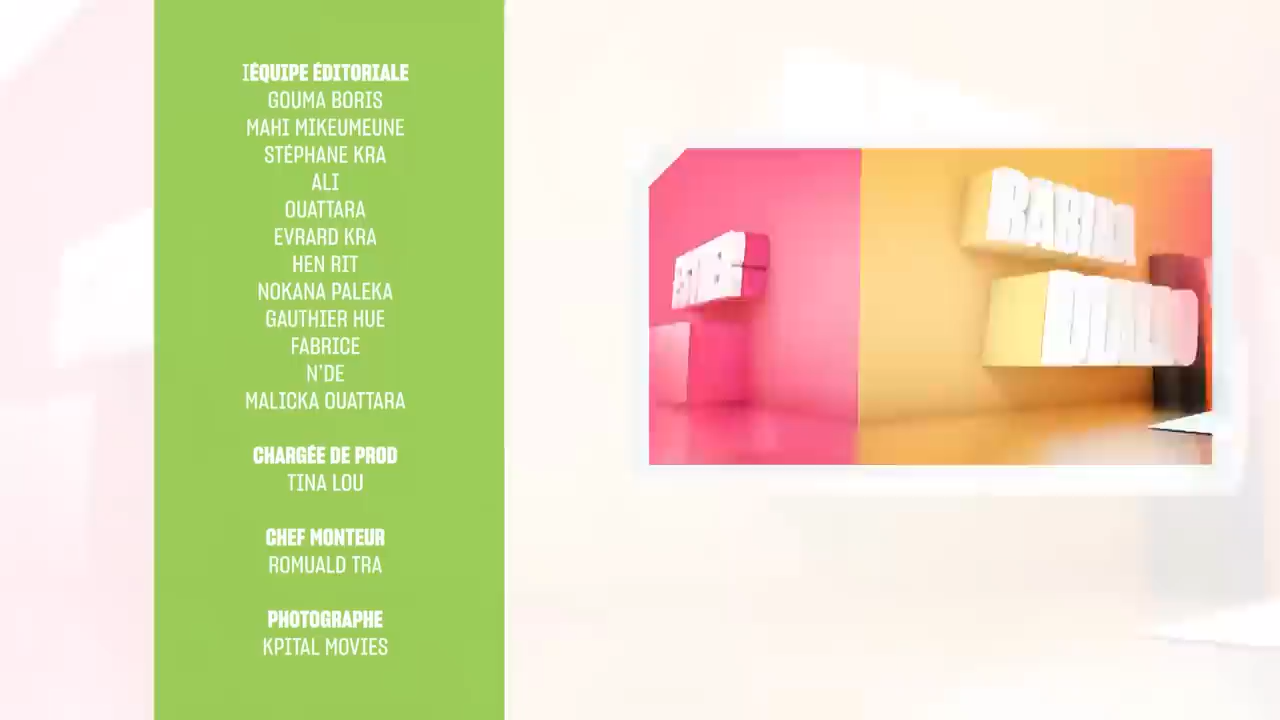 IÉQUIPE ÉDITORIALE
GOUMA BORIS
MAHI MIKEUMEUNE
STÉPHANE KRA
ALI
OUATTARA
EVRARD KRA
HEN RIT
NOKANA PALEKA
GAUTHIER HUE
FABRICE
N'DE
MALICKA OUATTARA
CHARGÉE DE PROD
TINA LOU
CHEF MONTEUR
ROMUALD TRA
PHOTOGRAPHE
KPITAL MOVIES